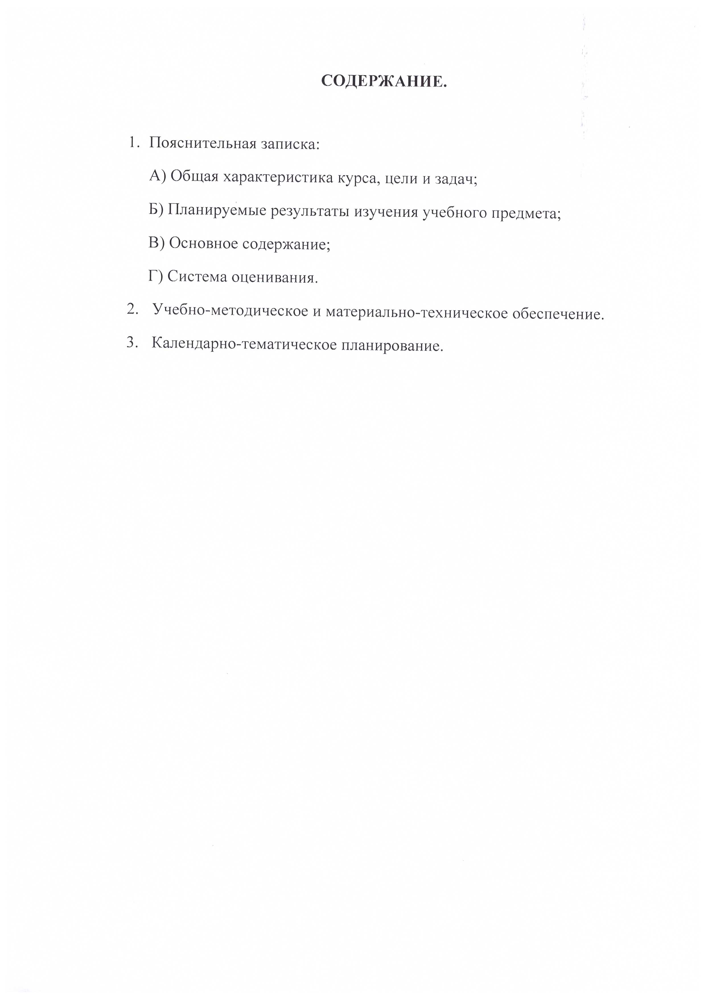 СОДЕРЖАНИЕ.
1. Пояснительная записка:
А) Общая характеристика курса, цели и задач;
Б) Планируемые результаты изучения учебного предмета;
В) Основное содержание;
Г) Система оценивания.
2. Учебно-методическое и материально-техническое обеспечение.
3. Календарно-тематическое планирование.